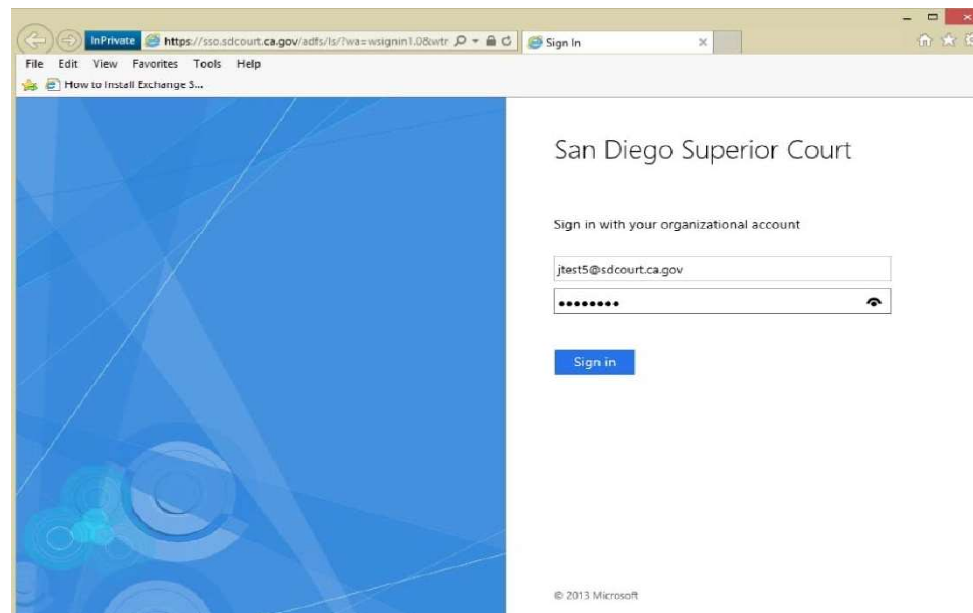 InPrivate https://sso.sdcourt.ca.gov/adfs/ls/?wa=wsignin1.0&wtr Sign In
File Edit View Favorites Tools Help
How to Install Exchange S...
San Diego Superior Court
Sign in with your organizational account
jtest5@sdcourt.ca.gov
••••••••
Sign in
© 2013 Microsoft